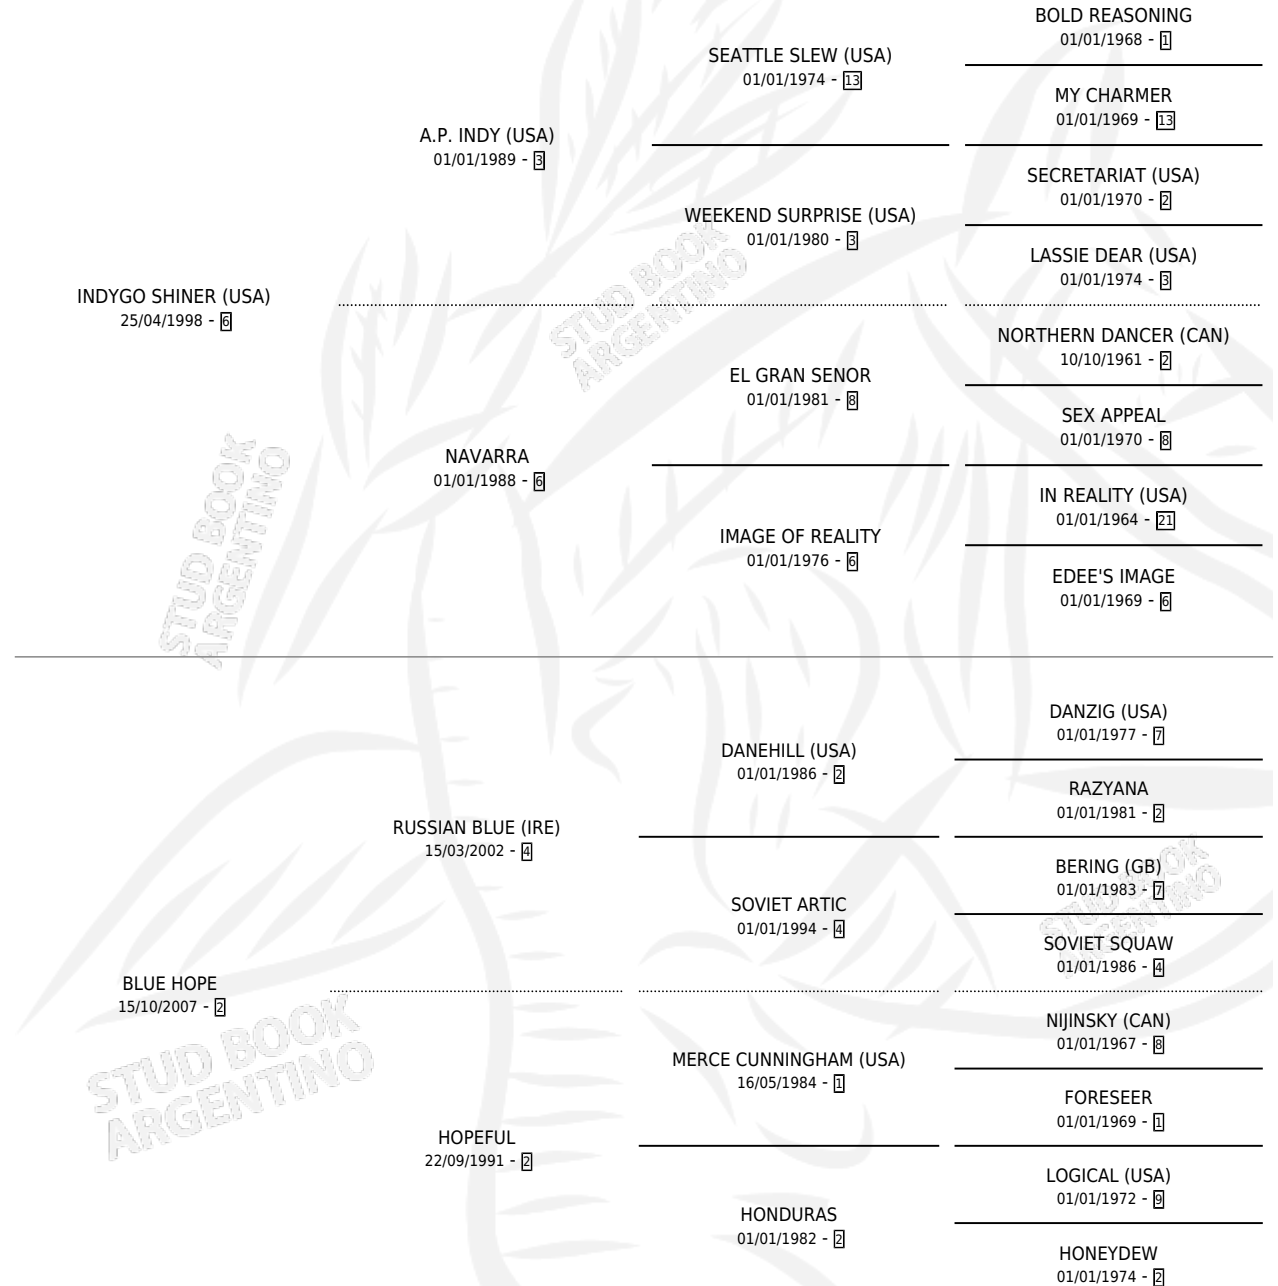 BOLD REASONING
01/01/1968 - 1
SEATTLE SLEW (USA)
01/01/1974 - 13
MY CHARMER
01/01/1969 - 13
A.P. INDY (USA)
01/01/1989 - 3
SECRETARIAT (USA)
01/01/1970 - 2
WEEKEND SURPRISE (USA)
01/01/1980 - 3
LASSIE DEAR (USA)
01/01/1974 - 3
INDYGO SHINER (USA)
25/04/1998 - 6
NORTHERN DANCER (CAN)
10/10/1961 - 2
EL GRAN SENOR
01/01/1981 - 8
SEX APPEAL
01/01/1970 - 8
NAVARRA
01/01/1988 - 6
IN REALITY (USA)
01/01/1964 - 21
IMAGE OF REALITY
01/01/1976 - 6
EDEE'S IMAGE
01/01/1969 - 6
DANZIG (USA)
01/01/1977 - 7
DANEHILL (USA)
01/01/1986 - 2
RAZYANA
01/01/1981 - 2
RUSSIAN BLUE (IRE)
15/03/2002 - 4
BERING (GB)
01/01/1983 - 7
SOVIET ARTIC
01/01/1994 - 4
SOVIET SQUAW
01/01/1986 - 4
BLUE HOPE
15/10/2007 - 2
NIJINSKY (CAN)
01/01/1967 - 8
MERCE CUNNINGHAM (USA)
16/05/1984 - 1
FORESEER
01/01/1969 - 1
HOPEFUL
22/09/1991 - 2
LOGICAL (USA)
01/01/1972 - 9
HONDURAS
01/01/1982 - 2
HONEYDEW
01/01/1974 - 2
STUD BOOK
ARGENTINO
STUD BOOK
ARGENTINO
STUD BOOK
ARGENTINO
STUD BOOK
ARGENTINO